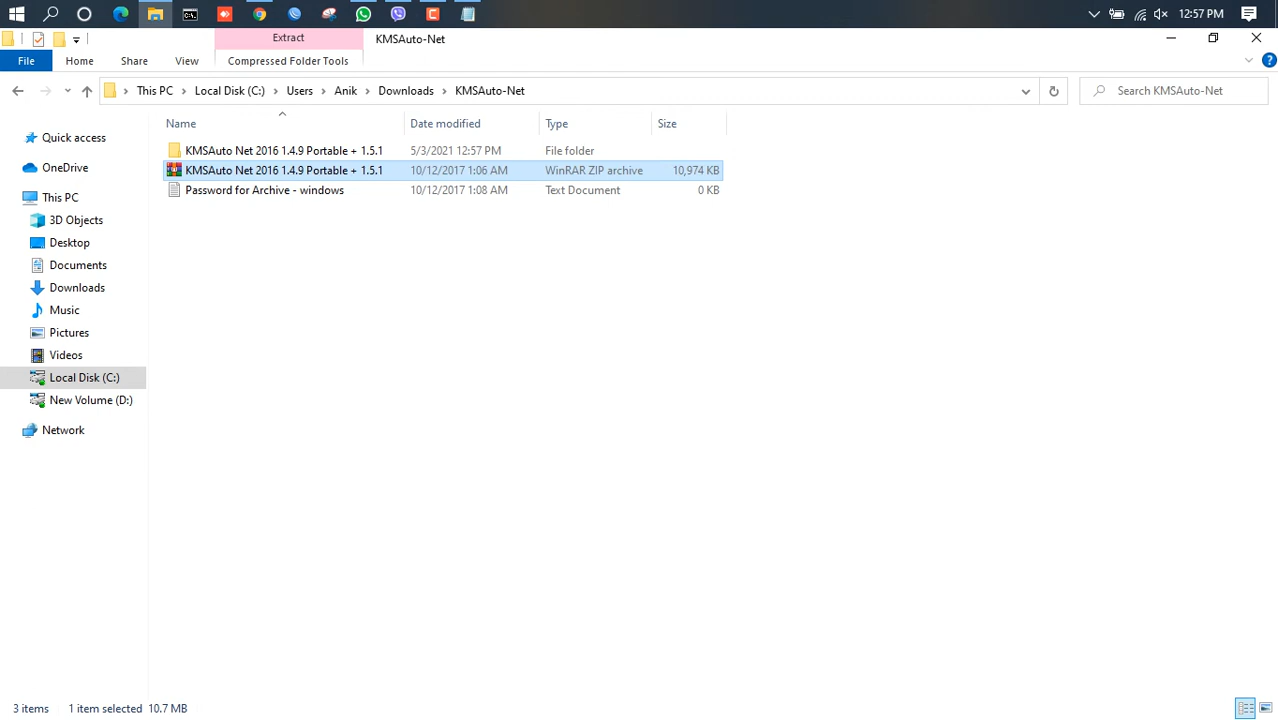 12:57 PM
Extract
KMSAuto-Net
File
Home
Share
View
Compressed Folder Tools
This PC
Local Disk (C:)
Users
Anik
Downloads
KMSAuto-Net
Search KMSAuto-Net
Name
Date modified
Type
Size
KMSAuto Net 2016 1.4.9 Portable + 1.5.1
5/3/2021 12:57 PM
File folder
KMSAuto Net 2016 1.4.9 Portable + 1.5.1
10/12/2017 1:06 AM
WinRAR ZIP archive
10,974 KB
Password for Archive - windows
10/12/2017 1:08 AM
Text Document
0 KB
Quick access
OneDrive
This PC
3D Objects
Desktop
Documents
Downloads
Music
Pictures
Videos
Local Disk (C:)
New Volume (D:)
Network
3 items
1 item selected
10.7 MB